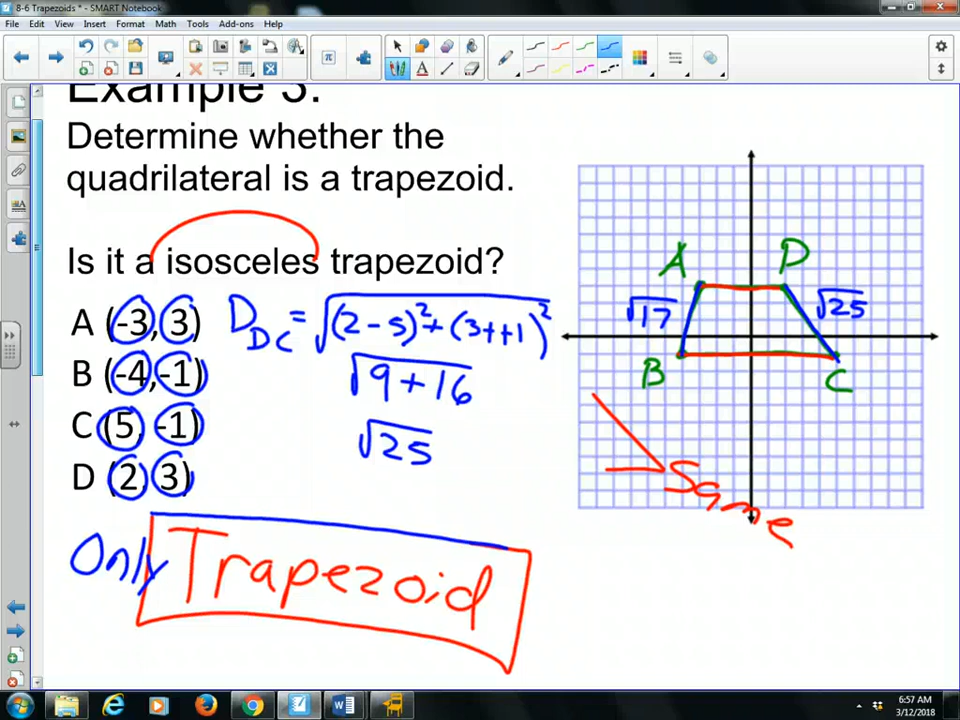 8-6 Trapezoids * - SMART Notebook
File Edit View Insert Format Math Tools Add-ons Help
Example 3:
Determine whether the
quadrilateral is a trapezoid.
Is it a isosceles trapezoid?
A (-3, 3)
B (-4, -1)
C (5, -1)
D (2, 3)
D DC = √(2-5)²+(3++1)²
√9+16
√25
Only Trapezoid
A D
√17 √25
B C
Same
6:57 AM
3/12/2018